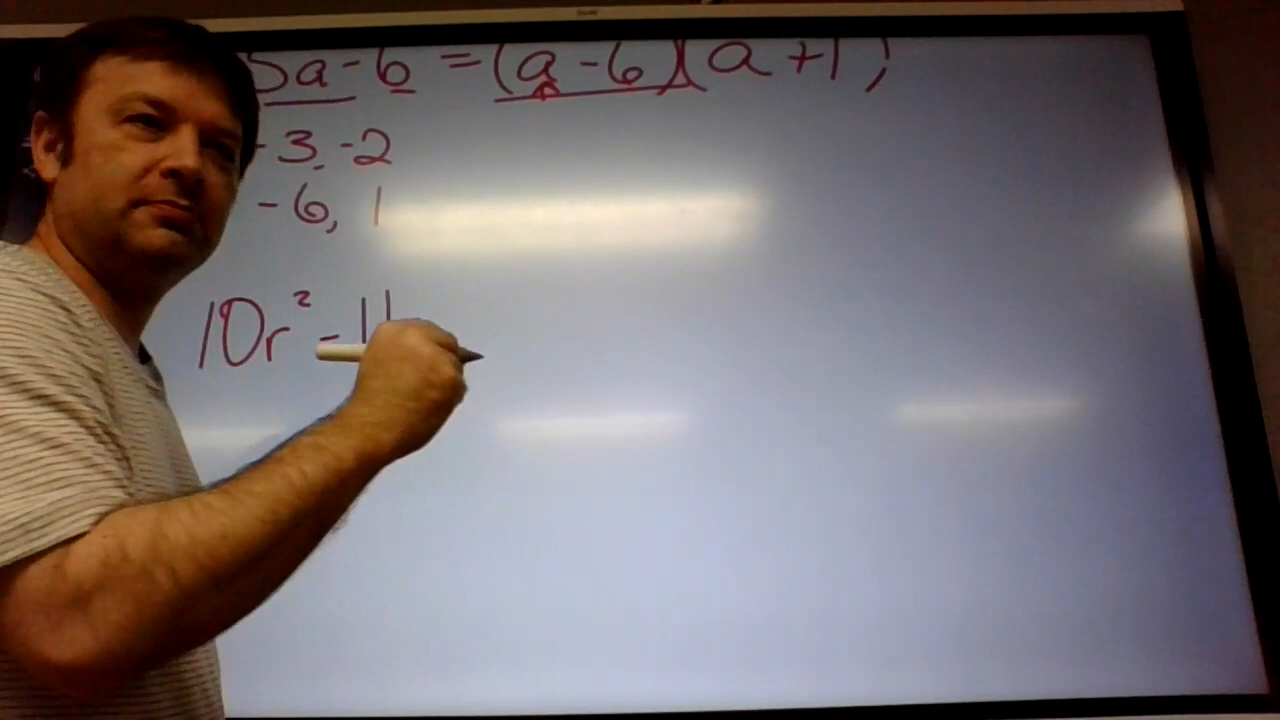 5a - 6 = (a - 6)(a + 1)
-3, -2
-6, 1
10r² - 11